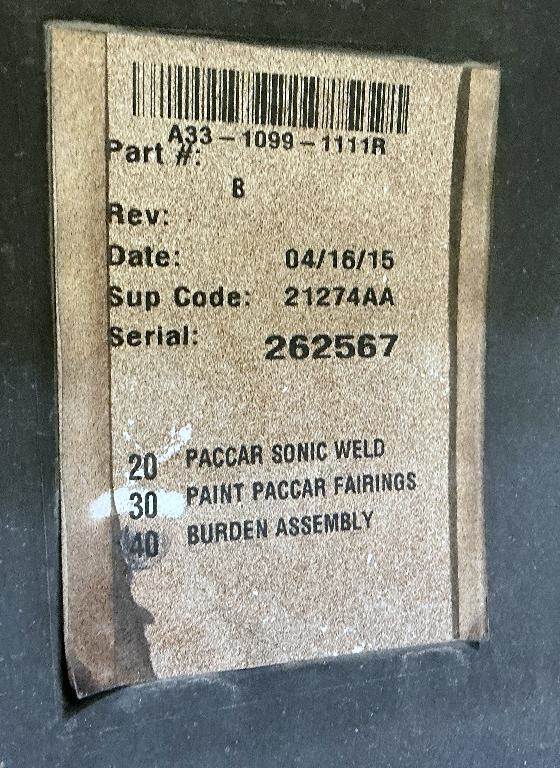 A33-1099-1111R
Part #:
B
Rev:
Date: 04/16/15
Sup Code: 21274AA
Serial: 262567
20 PACCAR SONIC WELD
30 PAINT PACCAR FAIRINGS
40 BURDEN ASSEMBLY